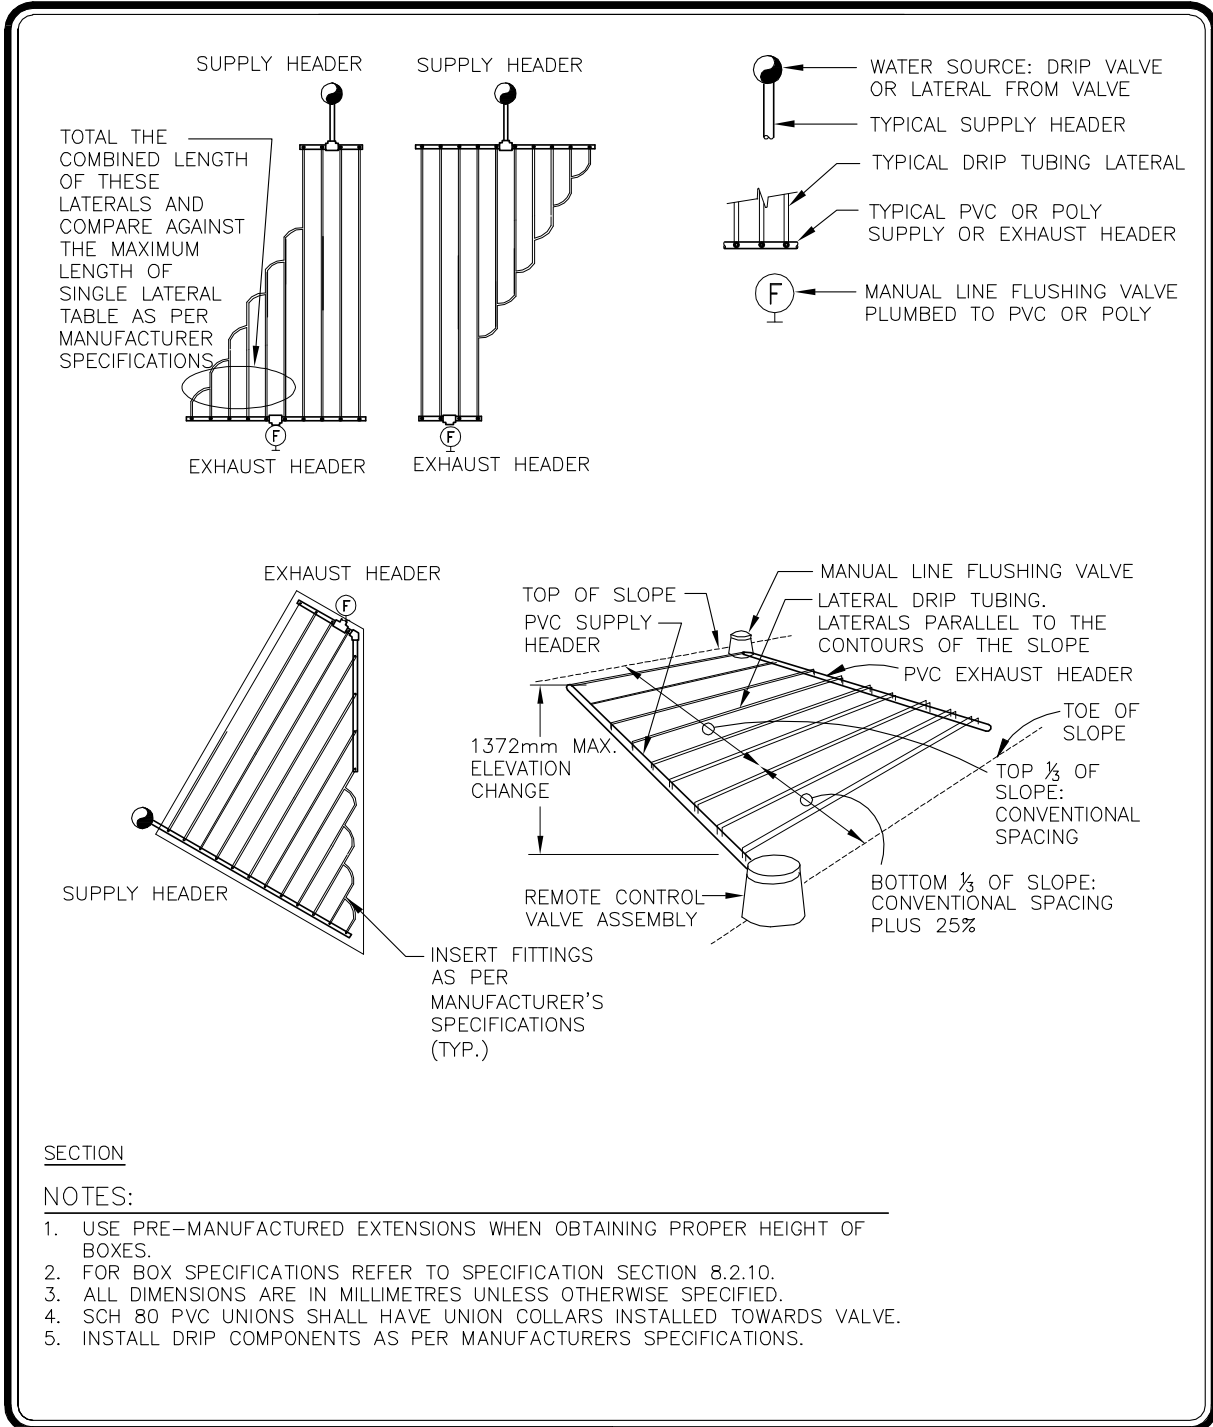 SUPPLY HEADER
SUPPLY HEADER
TOTAL THE
COMBINED LENGTH
OF THESE
LATERALS AND
COMPARE AGAINST
THE MAXIMUM
LENGTH OF
SINGLE LATERAL
TABLE AS PER
MANUFACTURER
SPECIFICATIONS
F
EXHAUST HEADER
F
EXHAUST HEADER
WATER SOURCE: DRIP VALVE
OR LATERAL FROM VALVE
TYPICAL SUPPLY HEADER
TYPICAL DRIP TUBING LATERAL
TYPICAL PVC OR POLY
SUPPLY OR EXHAUST HEADER
F
MANUAL LINE FLUSHING VALVE
PLUMBED TO PVC OR POLY
EXHAUST HEADER
F
SUPPLY HEADER
INSERT FITTINGS
AS PER
MANUFACTURER'S
SPECIFICATIONS
(TYP.)
TOP OF SLOPE
PVC SUPPLY
HEADER
MANUAL LINE FLUSHING VALVE
LATERAL DRIP TUBING.
LATERALS PARALLEL TO THE
CONTOURS OF THE SLOPE
PVC EXHAUST HEADER
TOE OF
SLOPE
1372mm MAX.
ELEVATION
CHANGE
TOP ⅓ OF
SLOPE:
CONVENTIONAL
SPACING
REMOTE CONTROL
VALVE ASSEMBLY
BOTTOM ⅓ OF SLOPE:
CONVENTIONAL SPACING
PLUS 25%
SECTION
NOTES:
1. USE PRE-MANUFACTURED EXTENSIONS WHEN OBTAINING PROPER HEIGHT OF
BOXES.
2. FOR BOX SPECIFICATIONS REFER TO SPECIFICATION SECTION 8.2.10.
3. ALL DIMENSIONS ARE IN MILLIMETRES UNLESS OTHERWISE SPECIFIED.
4. SCH 80 PVC UNIONS SHALL HAVE UNION COLLARS INSTALLED TOWARDS VALVE.
5. INSTALL DRIP COMPONENTS AS PER MANUFACTURERS SPECIFICATIONS.